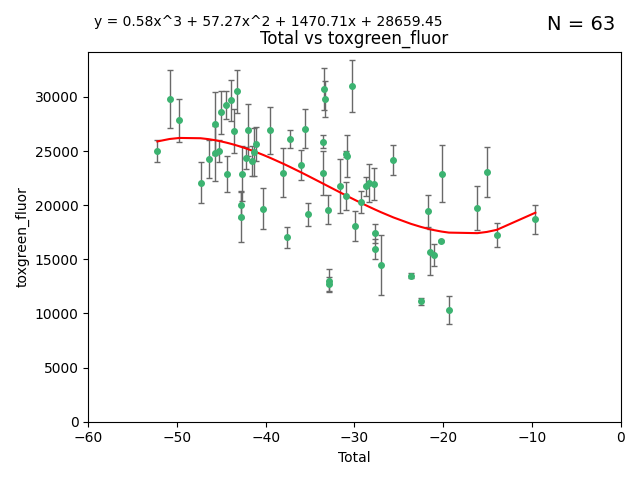 y = 0.58x^3 + 57.27x^2 + 1470.71x + 28659.45
N = 63
Total vs toxgreen_fluor
30000
25000
20000
15000
10000
5000
0
toxgreen_fluor
−60 −50 −40 −30 −20 −10 0
Total